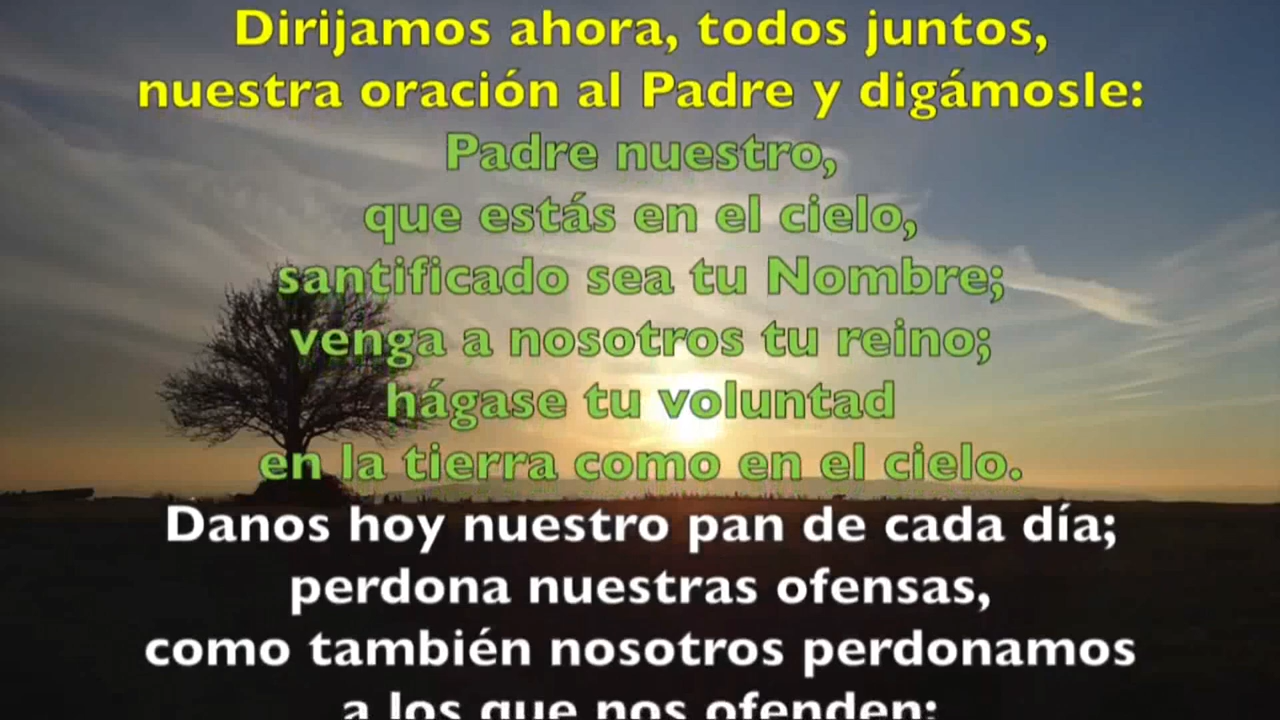 Dirijamos ahora, todos juntos,
nuestra oración al Padre y digámosle:
Padre nuestro,
que estás en el cielo,
santificado sea tu Nombre;
venga a nosotros tu reino;
hágase tu voluntad
en la tierra como en el cielo.
Danos hoy nuestro pan de cada día;
perdona nuestras ofensas,
como también nosotros perdonamos
a los que nos ofenden;